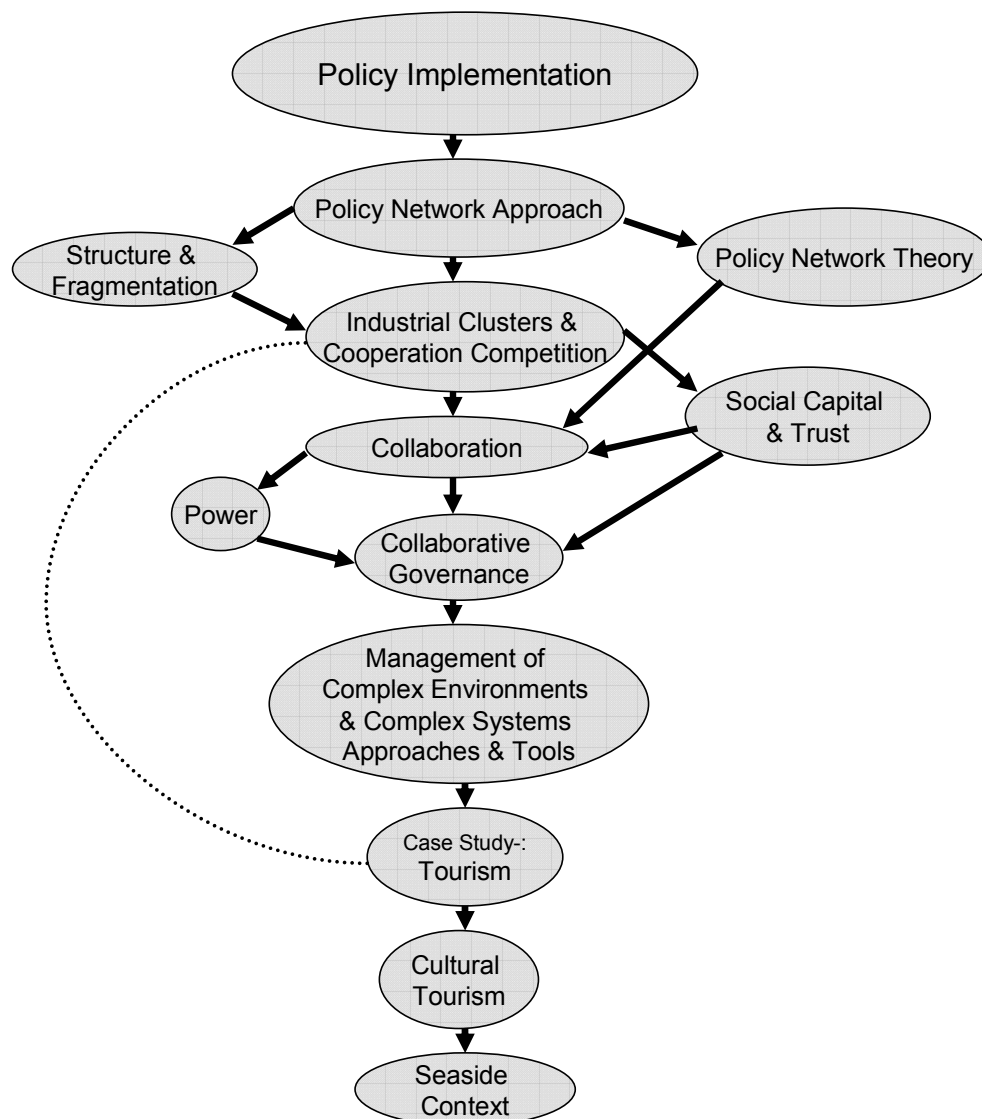 Policy Implementation
Policy Network Approach
Structure &
Fragmentation
Policy Network Theory
Industrial Clusters &
Cooperation Competition
Social Capital
& Trust
Collaboration
Power
Collaborative
Governance
Management of
Complex Environments
& Complex Systems
Approaches & Tools
Case Study-:
Tourism
Cultural
Tourism
Seaside
Context